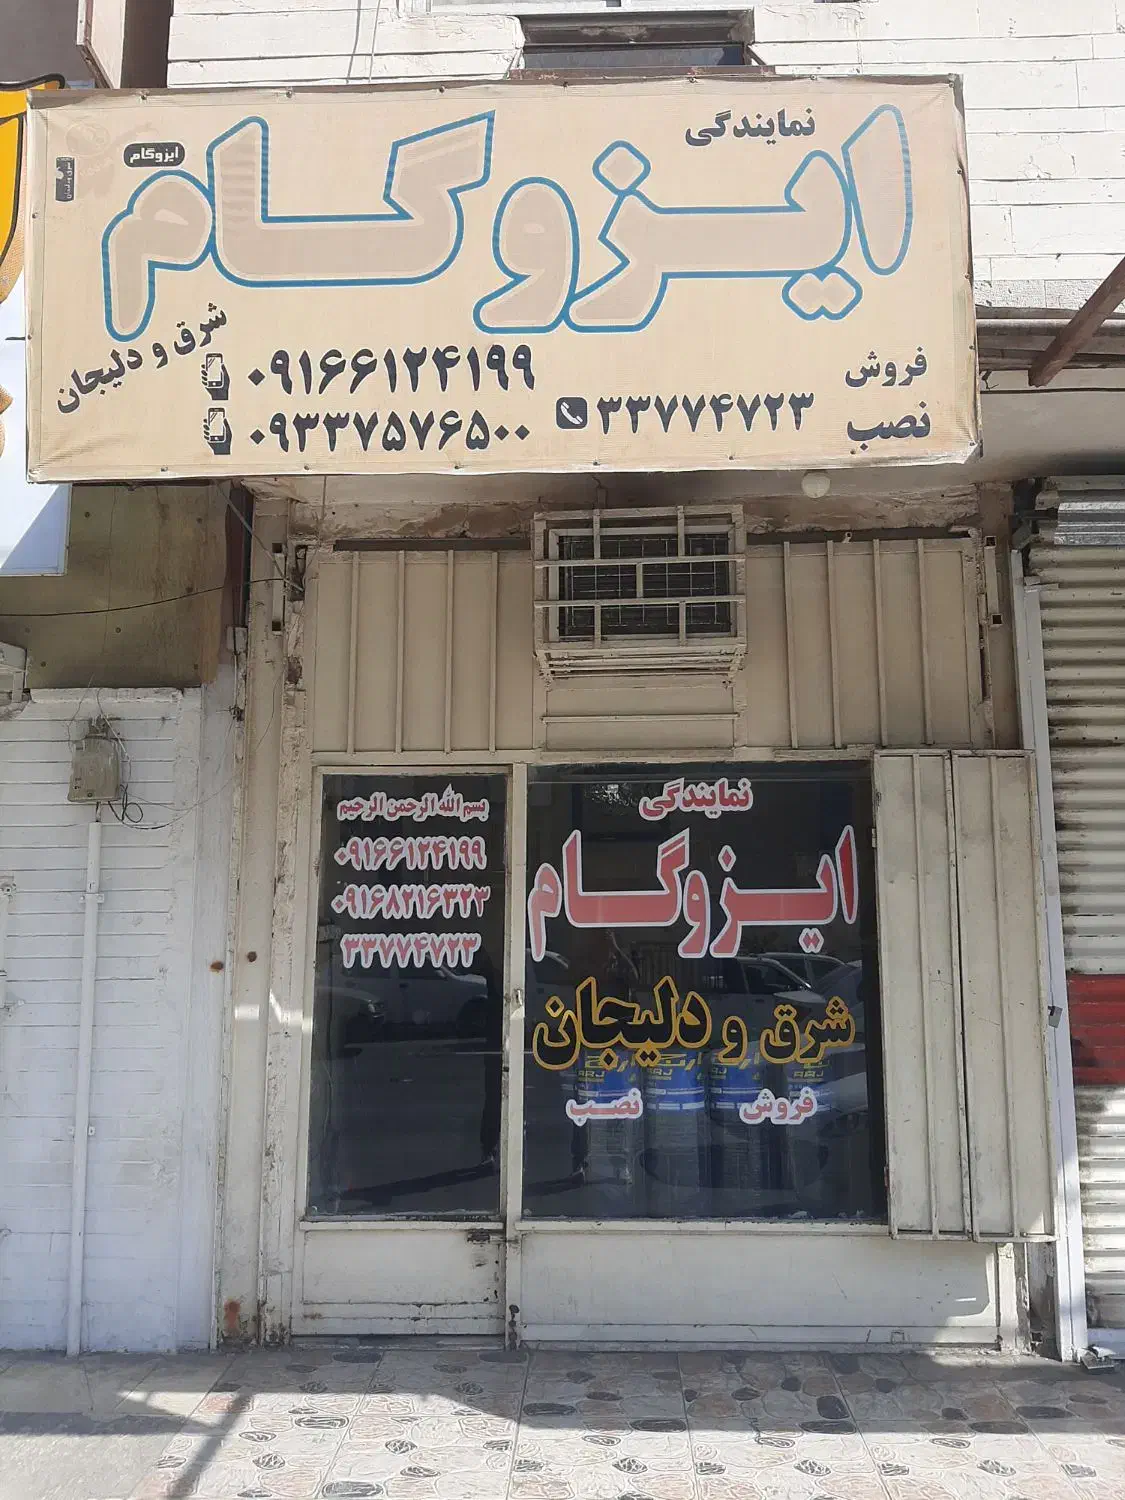 نمایندگی
ایزوگام
ایزوگام
شرق و دلیجان
۰۹۱۶۶۱۲۴۱۹۹
فروش
۳۳۷۷۴۷۲۳
۰۹۳۳۷۵۷۶۵۰۰
نصب
بسم الله الرحمن الرحیم
۰۹۱۶۶۱۲۴۱۹۹
۰۹۱۶۸۲۱۶۳۲۳
۳۳۷۷۴۷۲۳
نمایندگی
ایزوگام
شرق و دلیجان
فروش
نصب